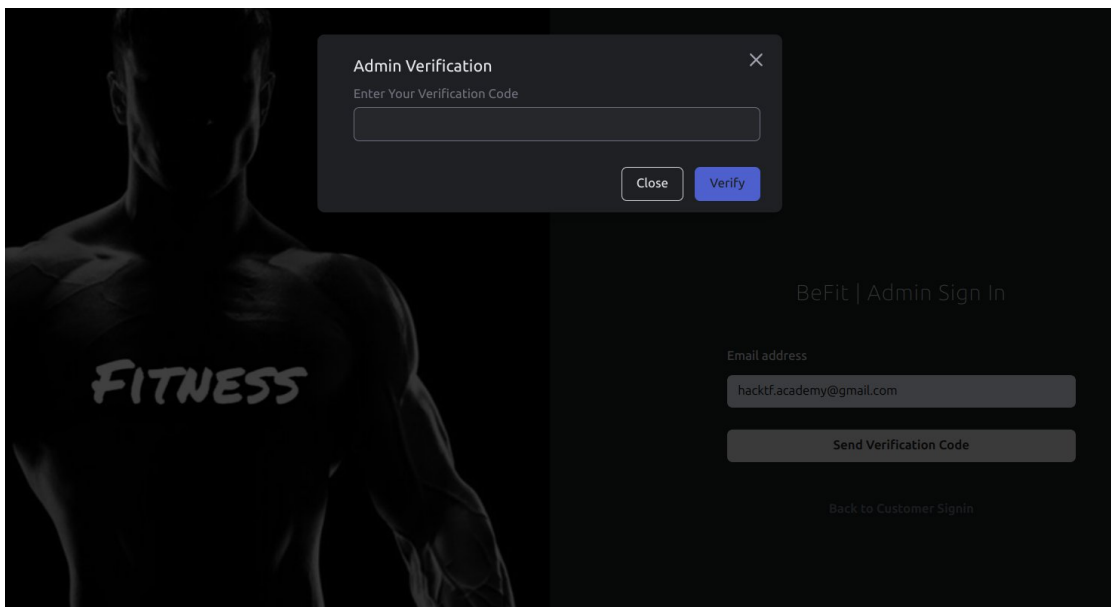 Admin Verification
Enter Your Verification Code
Close
Verify
FITNESS
BeFit | Admin Sign In
Email address
hacktf.academy@gmail.com
Send Verification Code
Back to Customer Signin